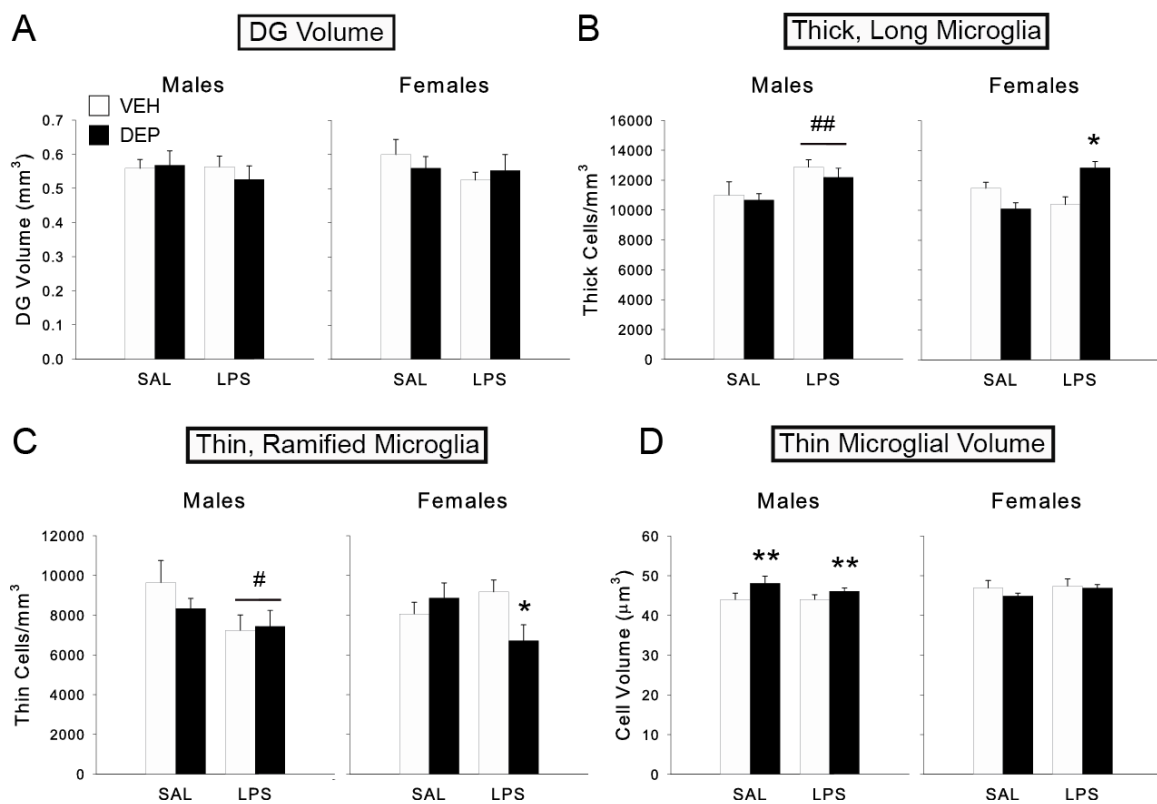 A
DG Volume
Males
Females
VEH
DEP
DG Volume (mm³)
0.7
0.6
0.5
0.4
0.3
0.2
0.1
0.0
SAL LPS
SAL LPS
B
Thick, Long Microglia
Males
Females
Thick Cells/mm³
16000
14000
12000
10000
8000
6000
4000
2000
0
##
*
SAL LPS
SAL LPS
C
Thin, Ramified Microglia
Males
Females
Thin Cells/mm³
12000
10000
8000
6000
4000
2000
0
#
*
SAL LPS
SAL LPS
D
Thin Microglial Volume
Males
Females
Cell Volume (μm³)
60
50
40
30
20
10
0
** **
SAL LPS
SAL LPS